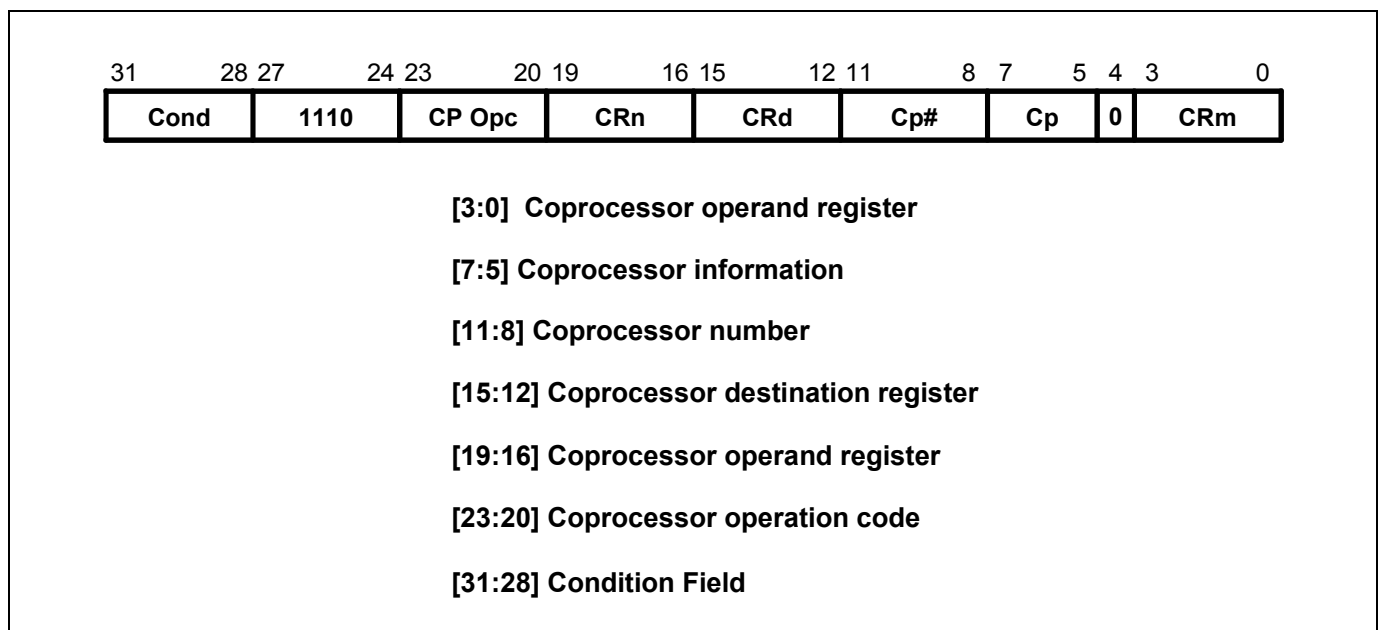 31 28 27 24 23 20 19 16 15 12 11 8 7 5 4 3 0
Cond 1110 CP Opc CRn CRd Cp# Cp 0 CRm
[3:0] Coprocessor operand register
[7:5] Coprocessor information
[11:8] Coprocessor number
[15:12] Coprocessor destination register
[19:16] Coprocessor operand register
[23:20] Coprocessor operation code
[31:28] Condition Field